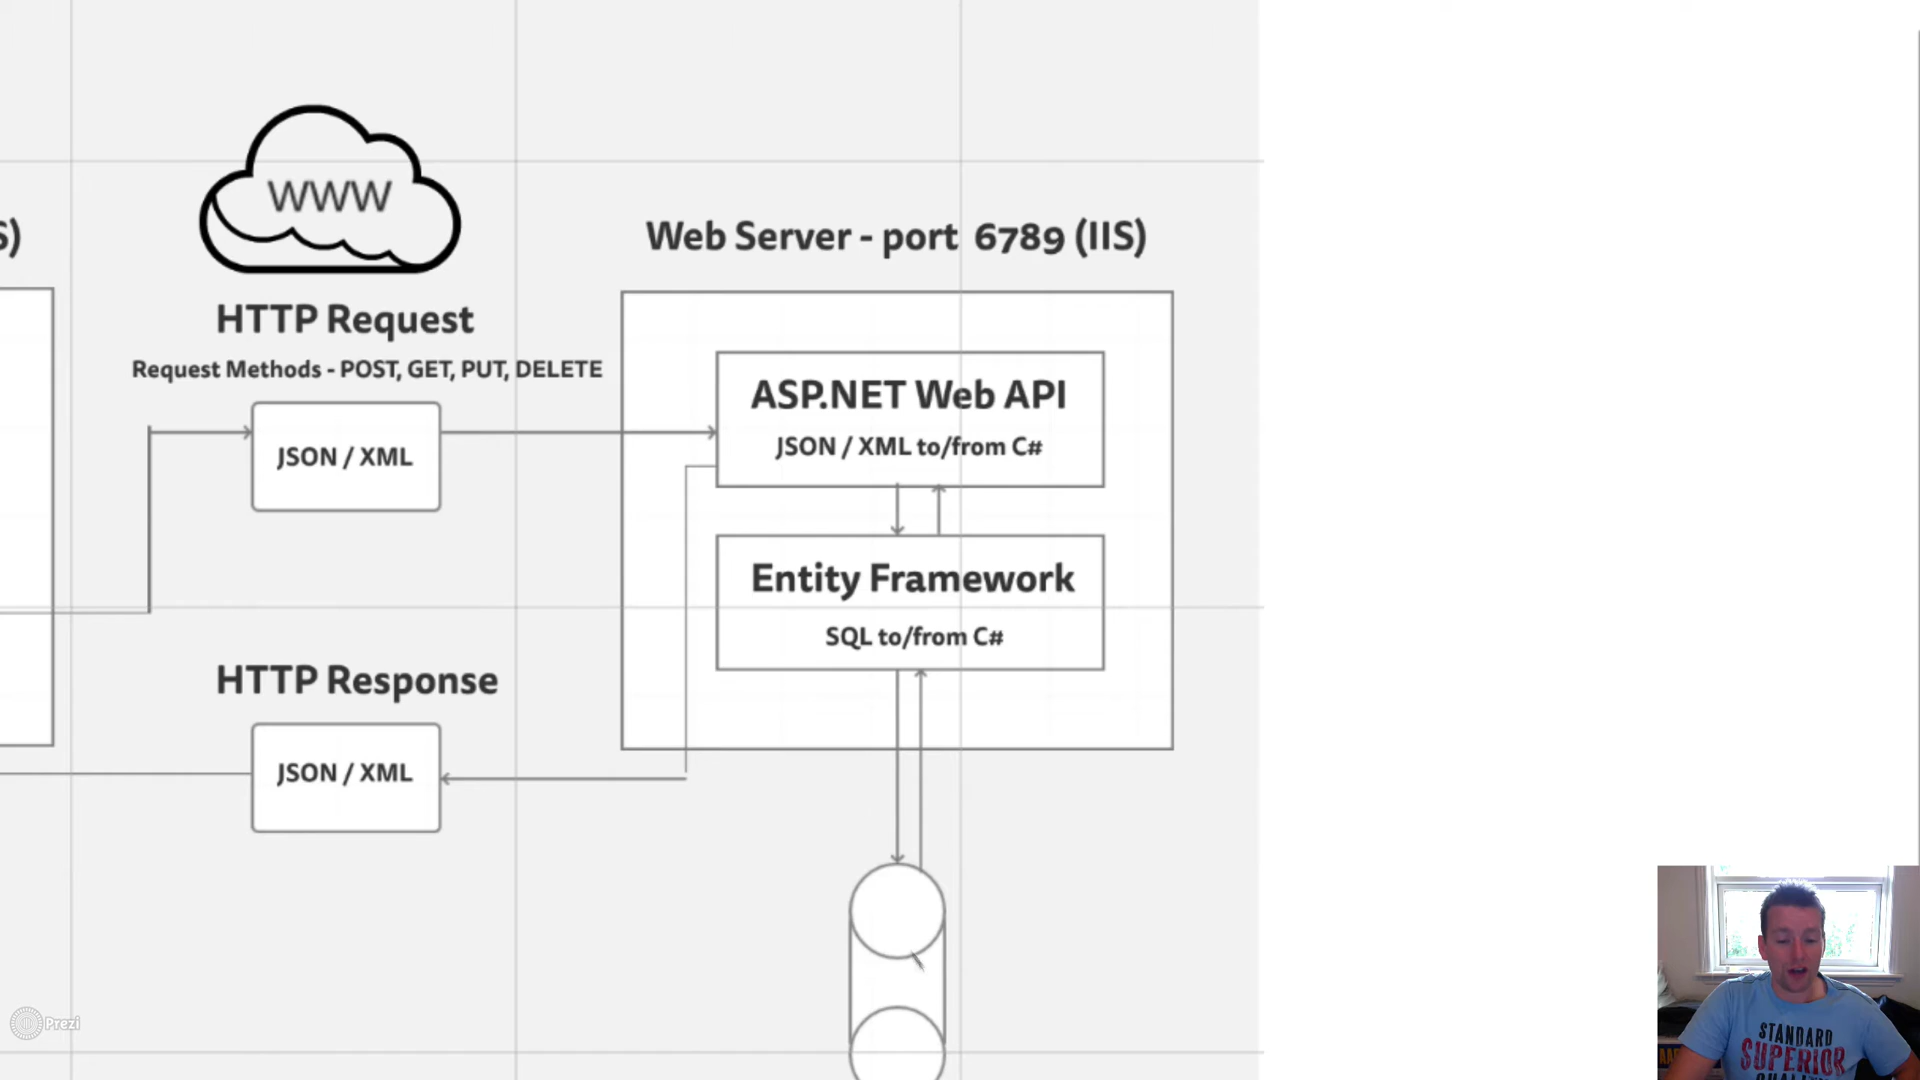 WWW
S)
Web Server - port 6789 (IIS)
HTTP Request
Request Methods - POST, GET, PUT, DELETE
ASP.NET Web API
JSON / XML to/from C#
JSON / XML
Entity Framework
SQL to/from C#
HTTP Response
JSON / XML
Prezi
STANDARD
SUPERIOR